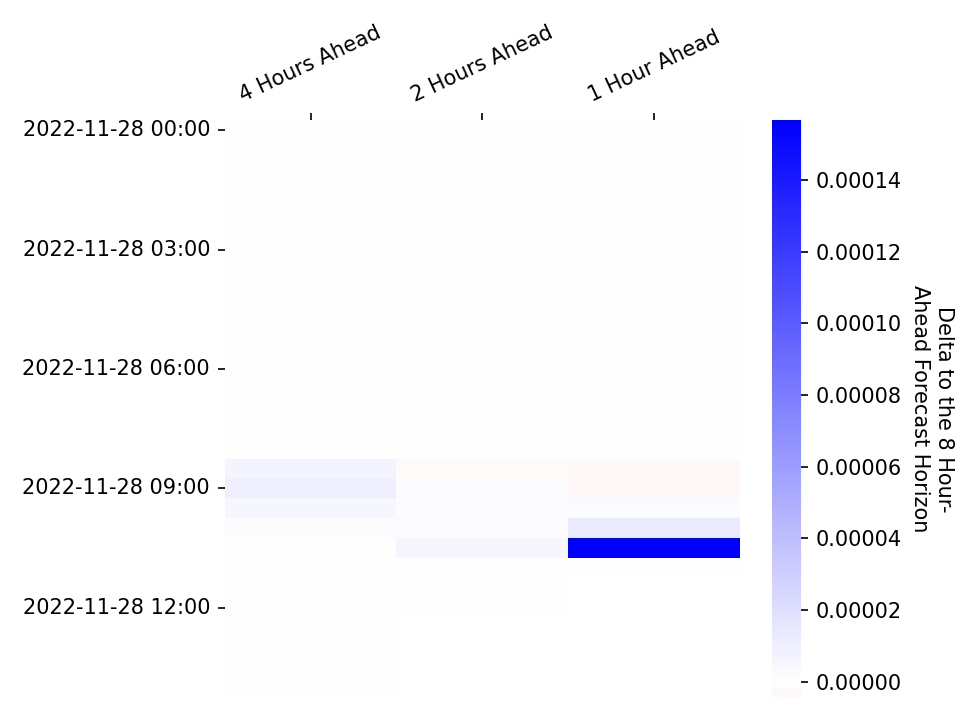 4 Hours Ahead
2 Hours Ahead
1 Hour Ahead
2022-11-28 00:00
2022-11-28 03:00
2022-11-28 06:00
2022-11-28 09:00
2022-11-28 12:00
0.00014
0.00012
0.00010
0.00008
0.00006
0.00004
0.00002
0.00000
Delta to the 8 Hour-
Ahead Forecast Horizon